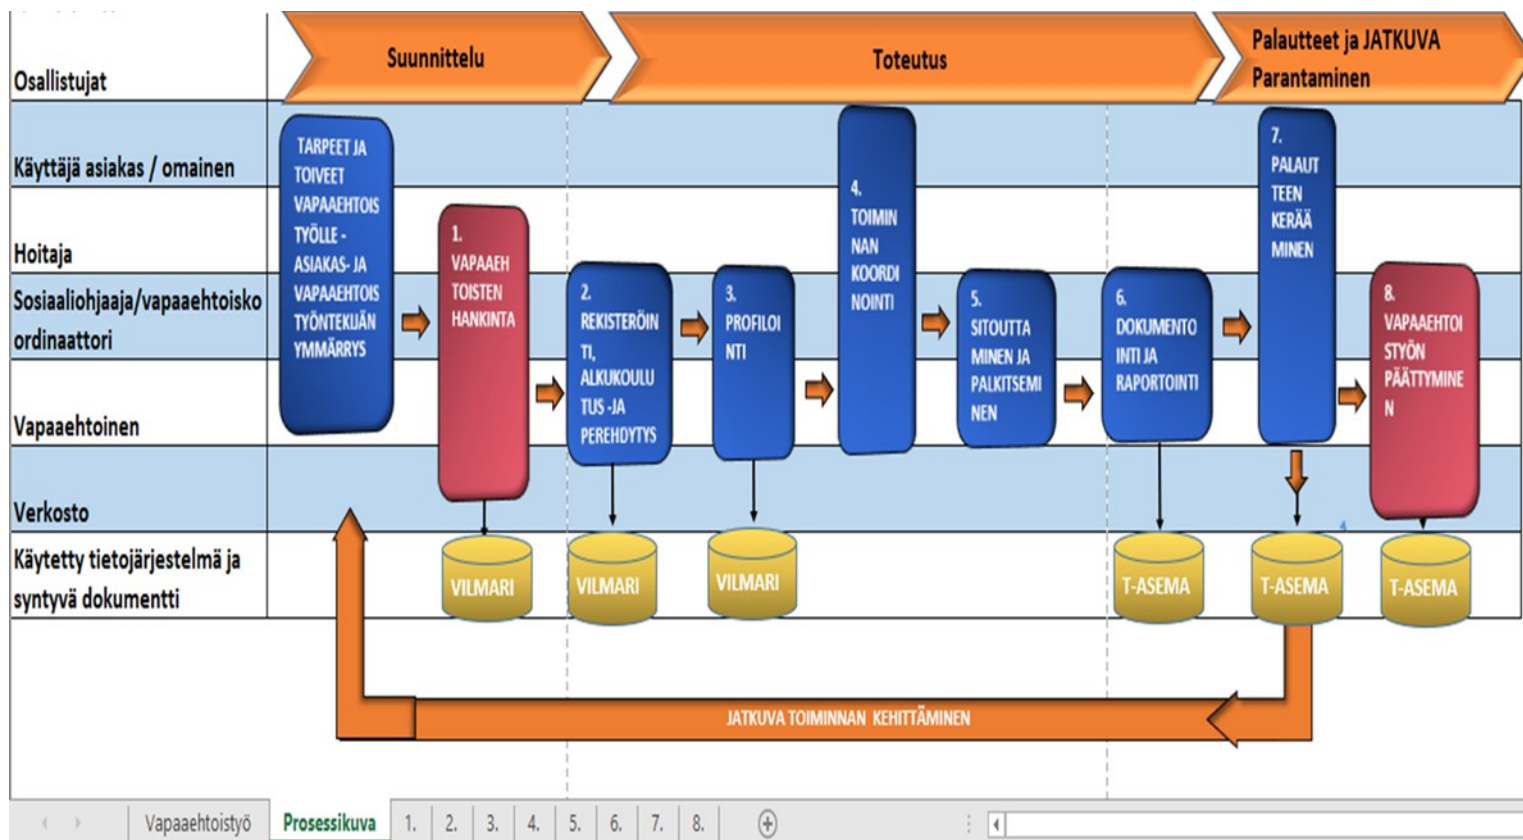 Suunnittelu
Toteutus
Palautteet ja JATKUVA
Parantaminen
Osallistujat
Käyttäjä asiakas / omainen
Hoitaja
Sosiaaliohjaaja/vapaaehtoisko
ordinaattori
Vapaaehtoinen
Verkosto
Käytetty tietojärjestelmä ja
syntyvä dokumentti
TARPEET JA
TOIVEET
VAPAAEHTOIS
TYÖLLE -
ASIAKAS- JA
VAPAAEHTOIS
TYÖNTEKIJÄN
YMMÄRRYS
1.
VAPAAEH
TOISTEN
HANKINTA
2.
REKISTERÖIN
TI,
ALKUKOULU
TUS -JA
PEREHDYTYS
3.
PROFILOI
NTI
4.
TOIMIN
NAN
KOORDI
NOINTI
5.
SITOUTTA
MINEN JA
PALKITSEMI
NEN
6.
DOKUMENTO
INTI JA
RAPORTOINTI
7.
PALAUT
TEEN
KERÄÄ
MINEN
8.
VAPAAEHTOI
STYÖN
PÄÄTTYMINE
N
VILMARI
VILMARI
VILMARI
T-ASEMA
T-ASEMA
T-ASEMA
JATKUVA TOIMINNAN KEHITTÄMINEN
Vapaaehtoistyö Prosessikuva 1. 2. 3. 4. 5. 6. 7. 8.